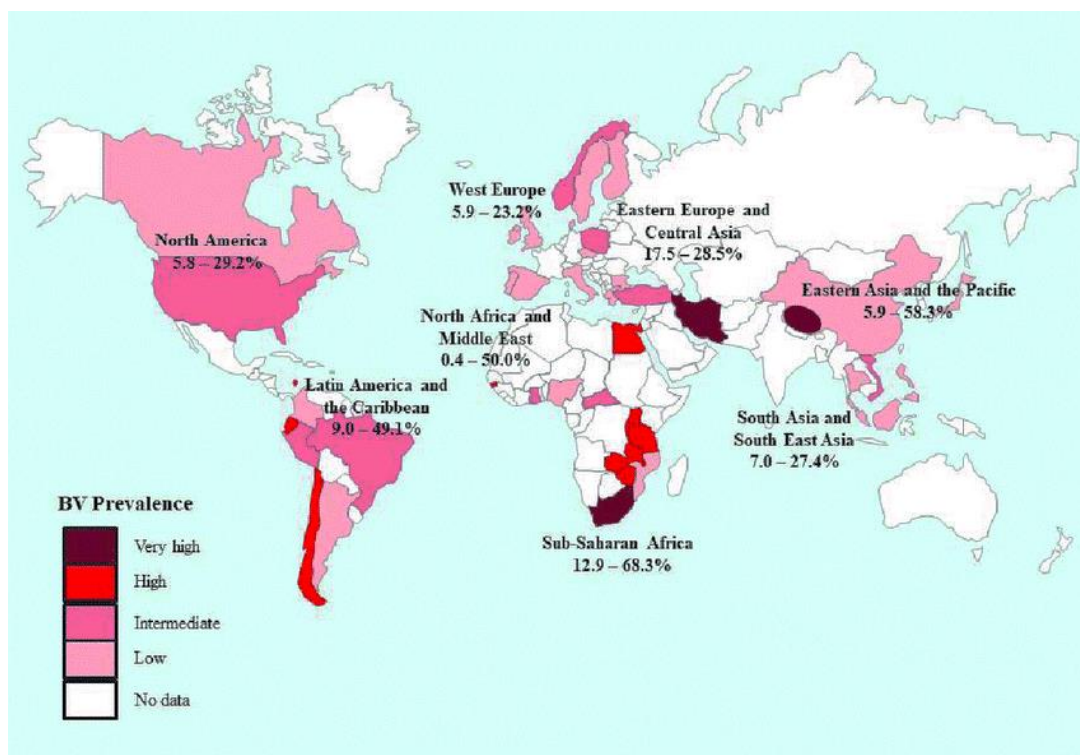 West Europe
5.9 – 23.2%
Eastern Europe and
Central Asia
17.5 – 28.5%
North America
5.8 – 29.2%
Eastern Asia and the Pacific
5.9 – 58.3%
North Africa and
Middle East
0.4 – 50.0%
Latin America and
the Caribbean
9.0 – 49.1%
South Asia and
South East Asia
7.0 – 27.4%
Sub-Saharan Africa
12.9 – 68.3%
BV Prevalence
Very high
High
Intermediate
Low
No data